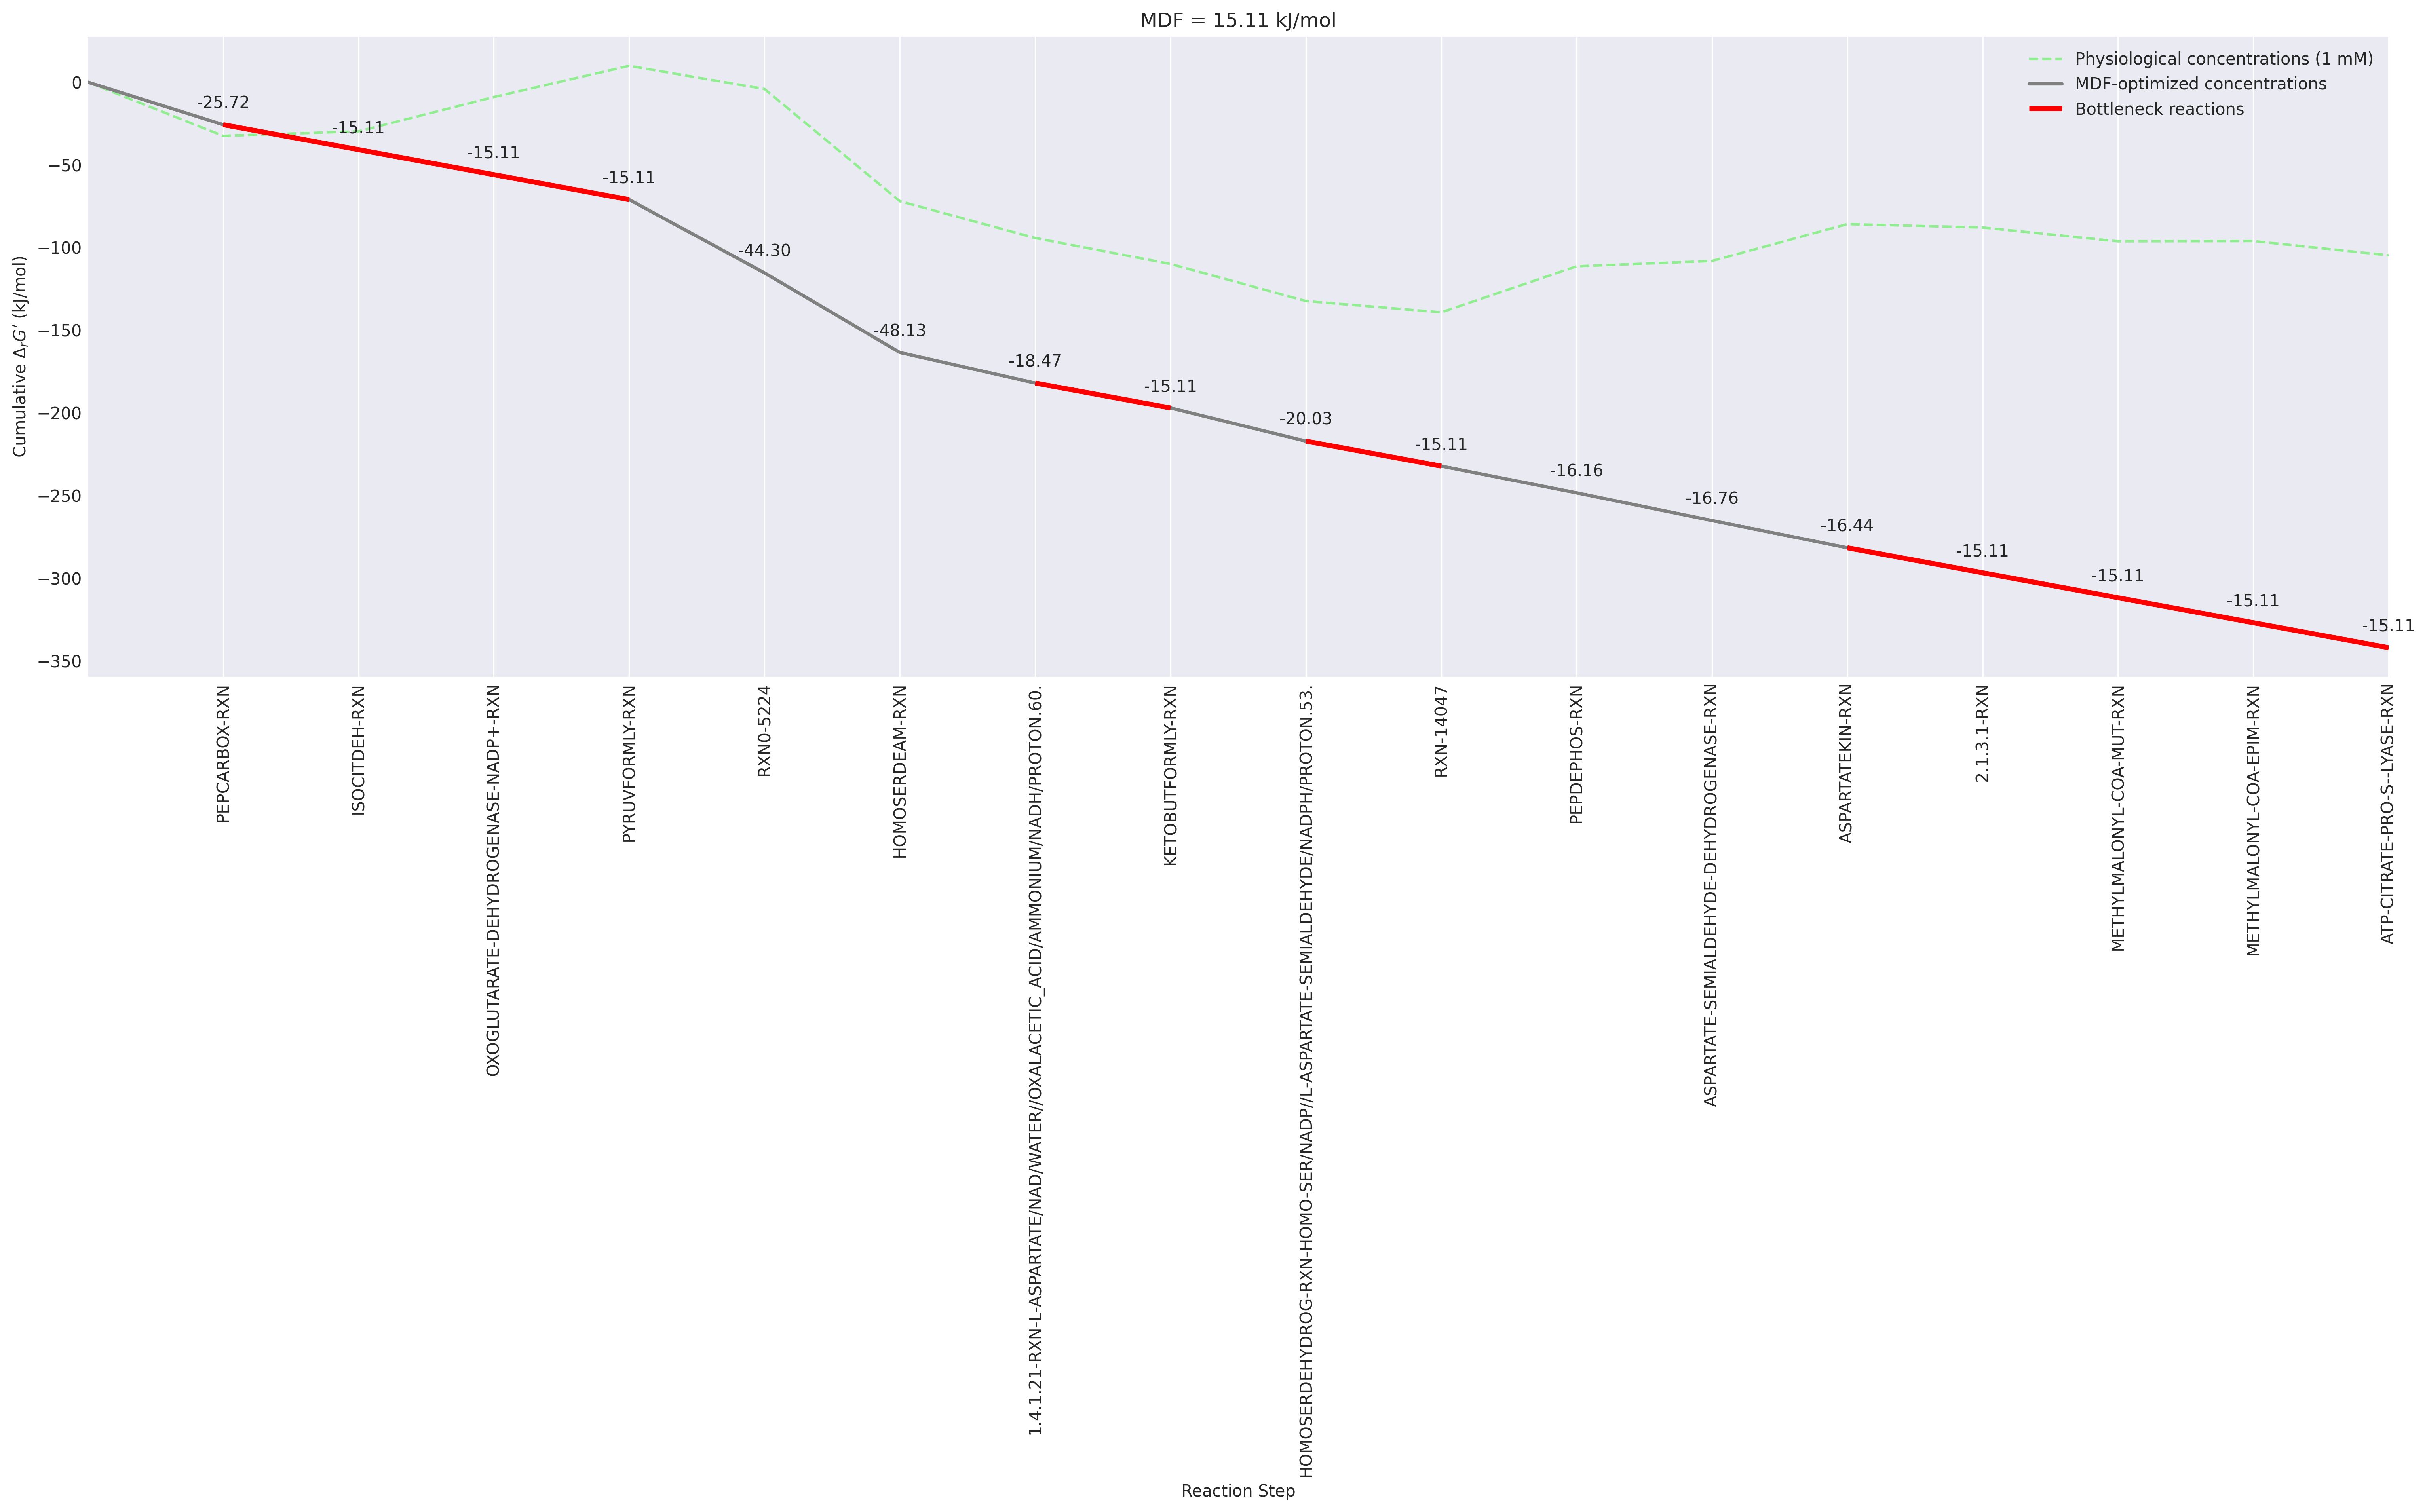 MDF = 15.11 kJ/mol
Physiological concentrations (1 mM)
MDF-optimized concentrations
Bottleneck reactions
Cumulative ΔrG′ (kJ/mol)
0
−50
−100
−150
−200
−250
−300
−350
-25.72
-15.11
-15.11
-15.11
-44.30
-48.13
-18.47
-15.11
-20.03
-15.11
-16.16
-16.76
-16.44
-15.11
-15.11
-15.11
-15.11
PEPCARBOX-RXN
ISOCITDEH-RXN
OXOGLUTARATE-DEHYDROGENASE-NADP+-RXN
PYRUVFORMLY-RXN
RXN0-5224
HOMOSERDEAM-RXN
1.4.1.21-RXN-L-ASPARTATE/NAD/WATER//OXALACETIC_ACID/AMMONIUM/NADH/PROTON.60.
KETOBUTFORMLY-RXN
HOMOSERDEHYDROG-RXN-HOMO-SER/NADP//L-ASPARTATE-SEMIALDEHYDE/NADPH/PROTON.53.
RXN-14047
PEPDEPHOS-RXN
ASPARTATE-SEMIALDEHYDE-DEHYDROGENASE-RXN
ASPARTATEKIN-RXN
2.1.3.1-RXN
METHYLMALONYL-COA-MUT-RXN
METHYLMALONYL-COA-EPIM-RXN
ATP-CITRATE-PRO-S--LYASE-RXN
Reaction Step